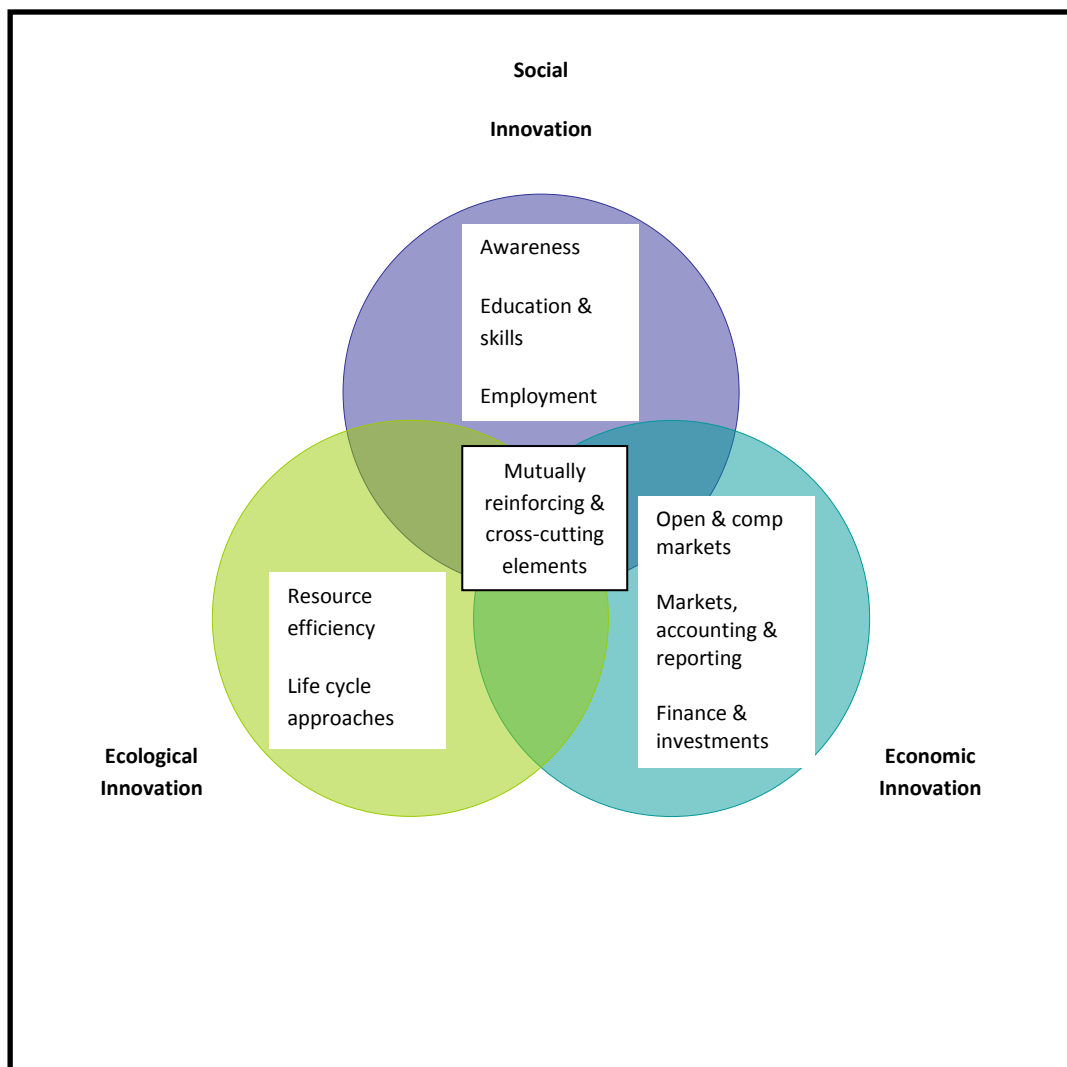 Social
Innovation
Awareness
Education &
skills
Employment
Mutually
reinforcing &
cross-cutting
elements
Open & comp
markets
Markets,
accounting &
reporting
Finance &
investments
Resource
efficiency
Life cycle
approaches
Ecological
Innovation
Economic
Innovation